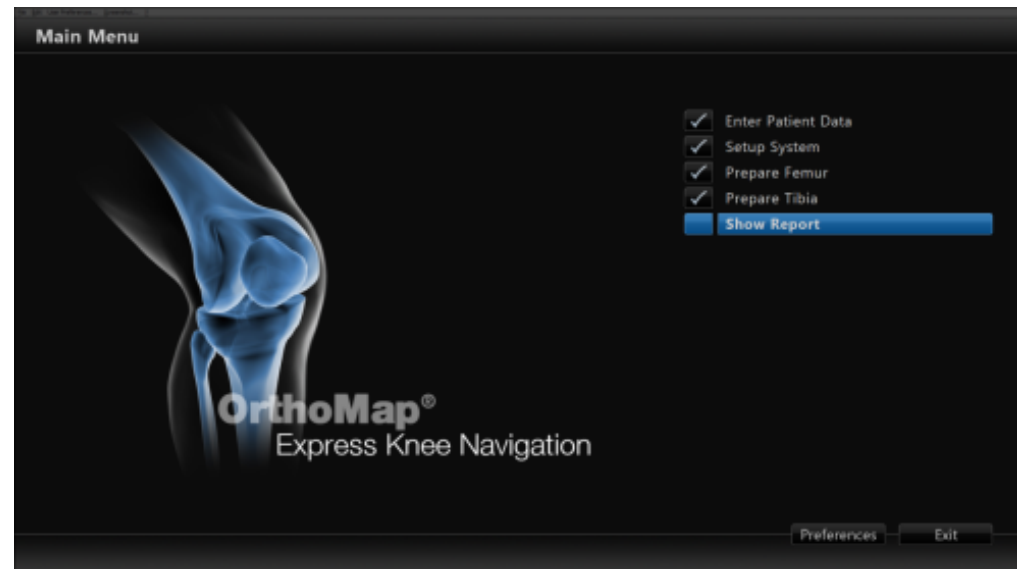 Main Menu
Enter Patient Data
Setup System
Prepare Femur
Prepare Tibia
Show Report
OrthoMap®
Express Knee Navigation
Preferences
Exit